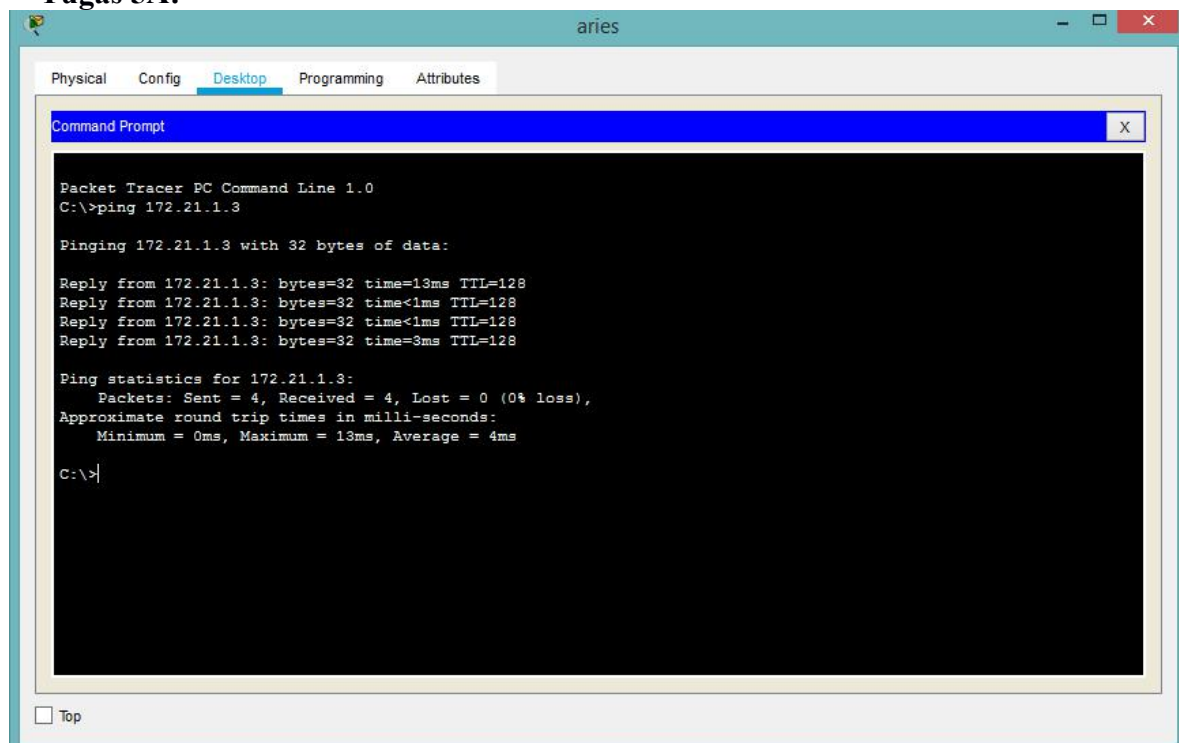 Tugas 3A:
aries
Physical Config Desktop Programming Attributes
Command Prompt
X
Packet Tracer PC Command Line 1.0
C:\>ping 172.21.1.3
Pinging 172.21.1.3 with 32 bytes of data:
Reply from 172.21.1.3: bytes=32 time=13ms TTL=128
Reply from 172.21.1.3: bytes=32 time<1ms TTL=128
Reply from 172.21.1.3: bytes=32 time<1ms TTL=128
Reply from 172.21.1.3: bytes=32 time=3ms TTL=128
Ping statistics for 172.21.1.3:
Packets: Sent = 4, Received = 4, Lost = 0 (0% loss),
Approximate round trip times in milli-seconds:
Minimum = 0ms, Maximum = 13ms, Average = 4ms
C:\>
Top